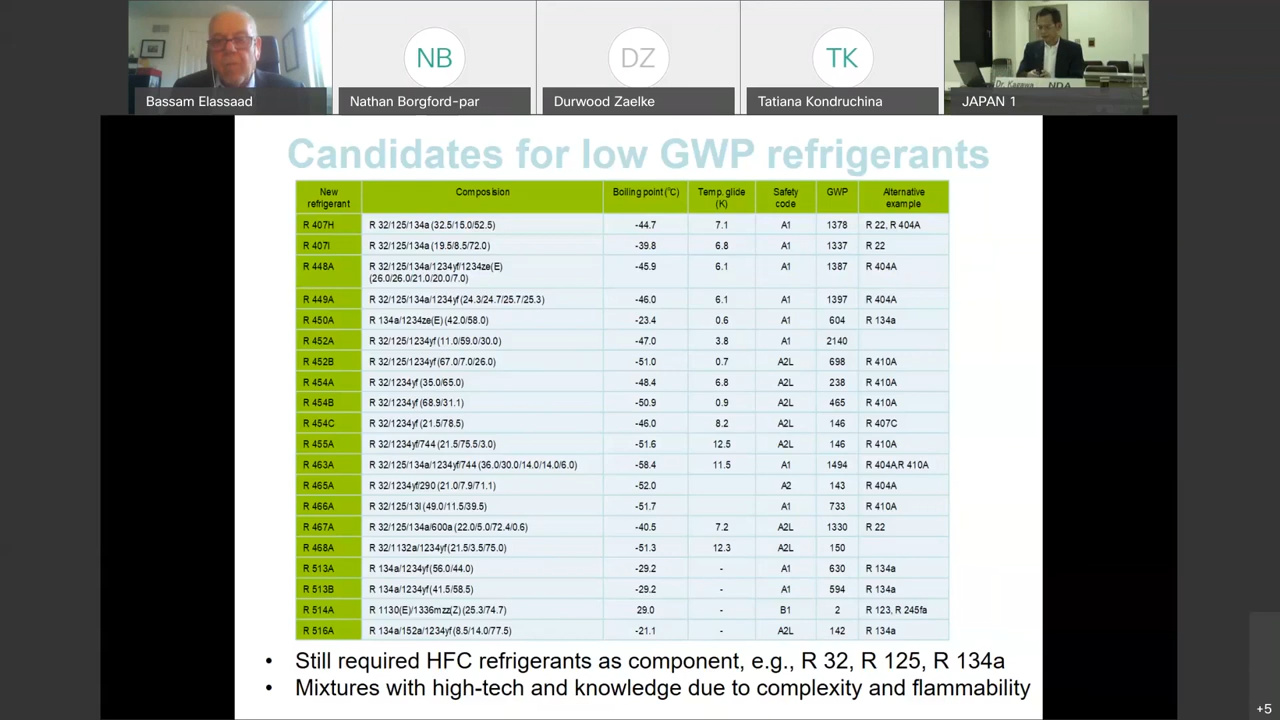 NB
DZ
TK
Bassam Elassaad
Nathan Borgford-par
Durwood Zaelke
Tatiana Kondruchina
JAPAN 1
Dr. Kagawa
NDA
Candidates for low GWP refrigerants
New refrigerant Composision Boiling point (°C) Temp. glide (K) Safety code GWP Alternative example
R 407H R 32/125/134a (32.5/15.0/52.5) -44.7 7.1 A1 1378 R 22, R 404A
R 407I R 32/125/134a (19.5/8.5/72.0) -39.8 6.8 A1 1337 R 22
R 448A R 32/125/134a/1234yf/1234ze(E) (26.0/26.0/21.0/20.0/7.0) -45.9 6.1 A1 1387 R 404A
R 449A R 32/125/134a/1234yf (24.3/24.7/25.7/25.3) -46.0 6.1 A1 1397 R 404A
R 450A R 134a/1234ze(E) (42.0/58.0) -23.4 0.6 A1 604 R 134a
R 452A R 32/125/1234yf (11.0/59.0/30.0) -47.0 3.8 A1 2140
R 452B R 32/125/1234yf (67.0/7.0/26.0) -51.0 0.7 A2L 698 R 410A
R 454A R 32/1234yf (35.0/65.0) -48.4 6.8 A2L 238 R 410A
R 454B R 32/1234yf (68.9/31.1) -50.9 0.9 A2L 465 R 410A
R 454C R 32/1234yf (21.5/78.5) -46.0 8.2 A2L 146 R 407C
R 455A R 32/1234yf/744 (21.5/75.5/3.0) -51.6 12.5 A2L 146 R 410A
R 463A R 32/125/134a/1234yf/744 (36.0/30.0/14.0/14.0/6.0) -58.4 11.5 A1 1494 R 404A,R 410A
R 465A R 32/1234yf/290 (21.0/7.9/71.1) -52.0 A2 143 R 404A
R 466A R 32/125/13I (49.0/11.5/39.5) -51.7 A1 733 R 410A
R 467A R 32/125/134a/600a (22.0/5.0/72.4/0.6) -40.5 7.2 A2L 1330 R 22
R 468A R 32/1132a/1234yf (21.5/3.5/75.0) -51.3 12.3 A2L 150
R 513A R 134a/1234yf (56.0/44.0) -29.2 - A1 630 R 134a
R 513B R 134a/1234yf (41.5/58.5) -29.2 - A1 594 R 134a
R 514A R 1130(E)/1336mzz(Z) (25.3/74.7) 29.0 - B1 2 R 123, R 245fa
R 516A R 134a/152a/1234yf (8.5/14.0/77.5) -21.1 - A2L 142 R 134a
• Still required HFC refrigerants as component, e.g., R 32, R 125, R 134a
• Mixtures with high-tech and knowledge due to complexity and flammability
+5